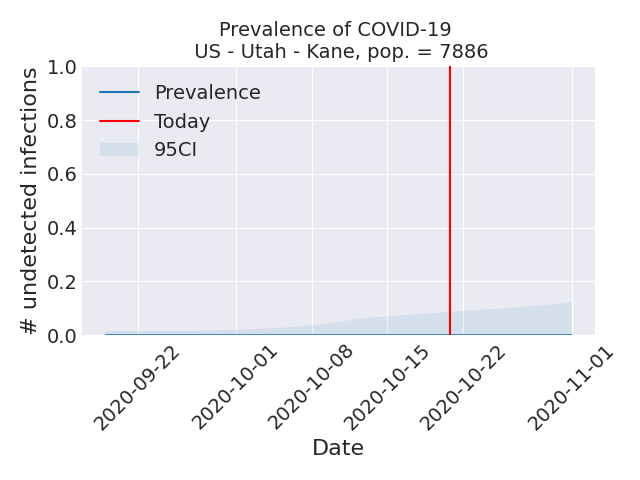 Prevalence of COVID-19
US - Utah - Kane, pop. = 7886
# undetected infections
1.0
0.8
0.6
0.4
0.2
0.0
Prevalence
Today
95CI
2020-09-22
2020-10-01
2020-10-08
2020-10-15
2020-10-22
2020-11-01
Date